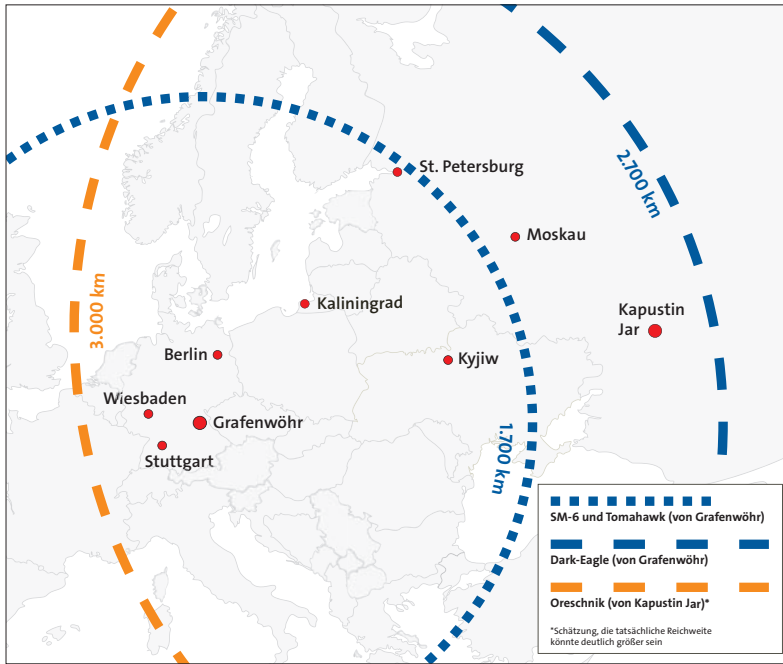 2.700 km
St. Petersburg
Moskau
3.000 km
Kaliningrad
Kapustin
Jar
Berlin
Kyjiw
Wiesbaden
Grafenwöhr
Stuttgart
1.700 km
SM-6 und Tomahawk (von Grafenwöhr)
Dark-Eagle (von Grafenwöhr)
Oreschnik (von Kapustin Jar)*
*Schätzung, die tatsächliche Reichweite
könnte deutlich größer sein